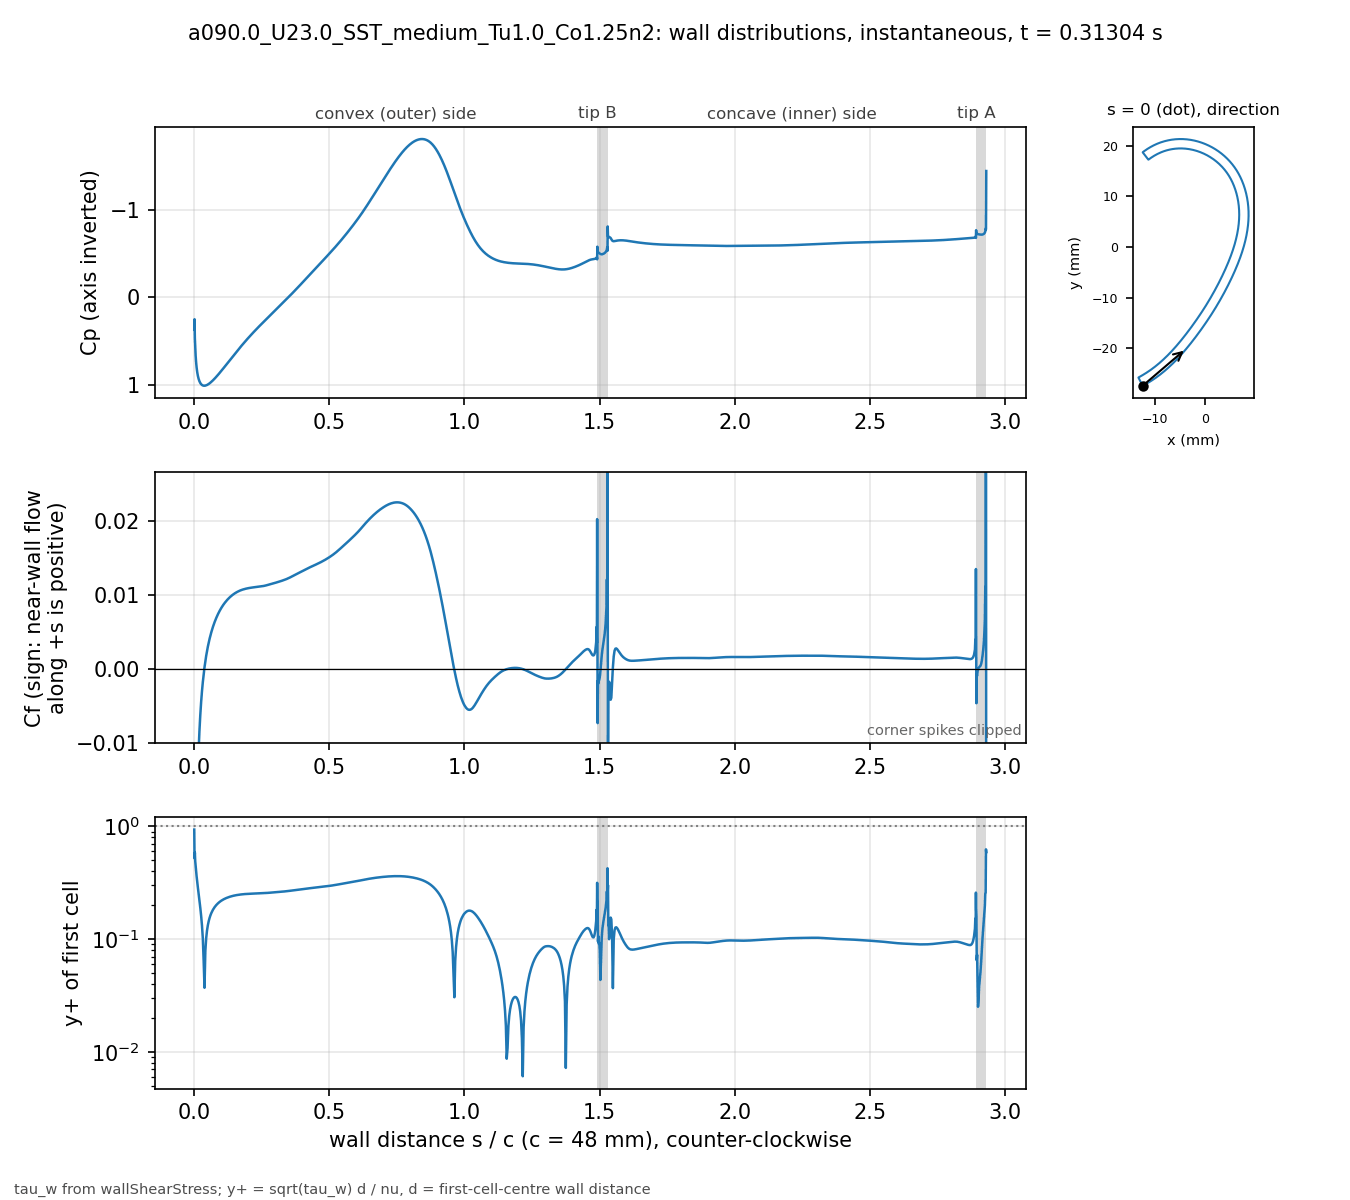 a090.0_U23.0_SST_medium_Tu1.0_Co1.25n2: wall distributions, instantaneous, t = 0.31304 s
convex (outer) side
tip B
concave (inner) side
tip A
Cp (axis inverted)
−1
0
1
0.0 0.5 1.0 1.5 2.0 2.5 3.0
s = 0 (dot), direction
y (mm)
20
10
0
−10
−20
−10 0
x (mm)
Cf (sign: near-wall flow
along +s is positive)
0.02
0.01
0.00
−0.01
corner spikes clipped
0.0 0.5 1.0 1.5 2.0 2.5 3.0
y+ of first cell
10⁰
10⁻¹
10⁻²
0.0 0.5 1.0 1.5 2.0 2.5 3.0
wall distance s / c (c = 48 mm), counter-clockwise
tau_w from wallShearStress; y+ = sqrt(tau_w) d / nu, d = first-cell-centre wall distance